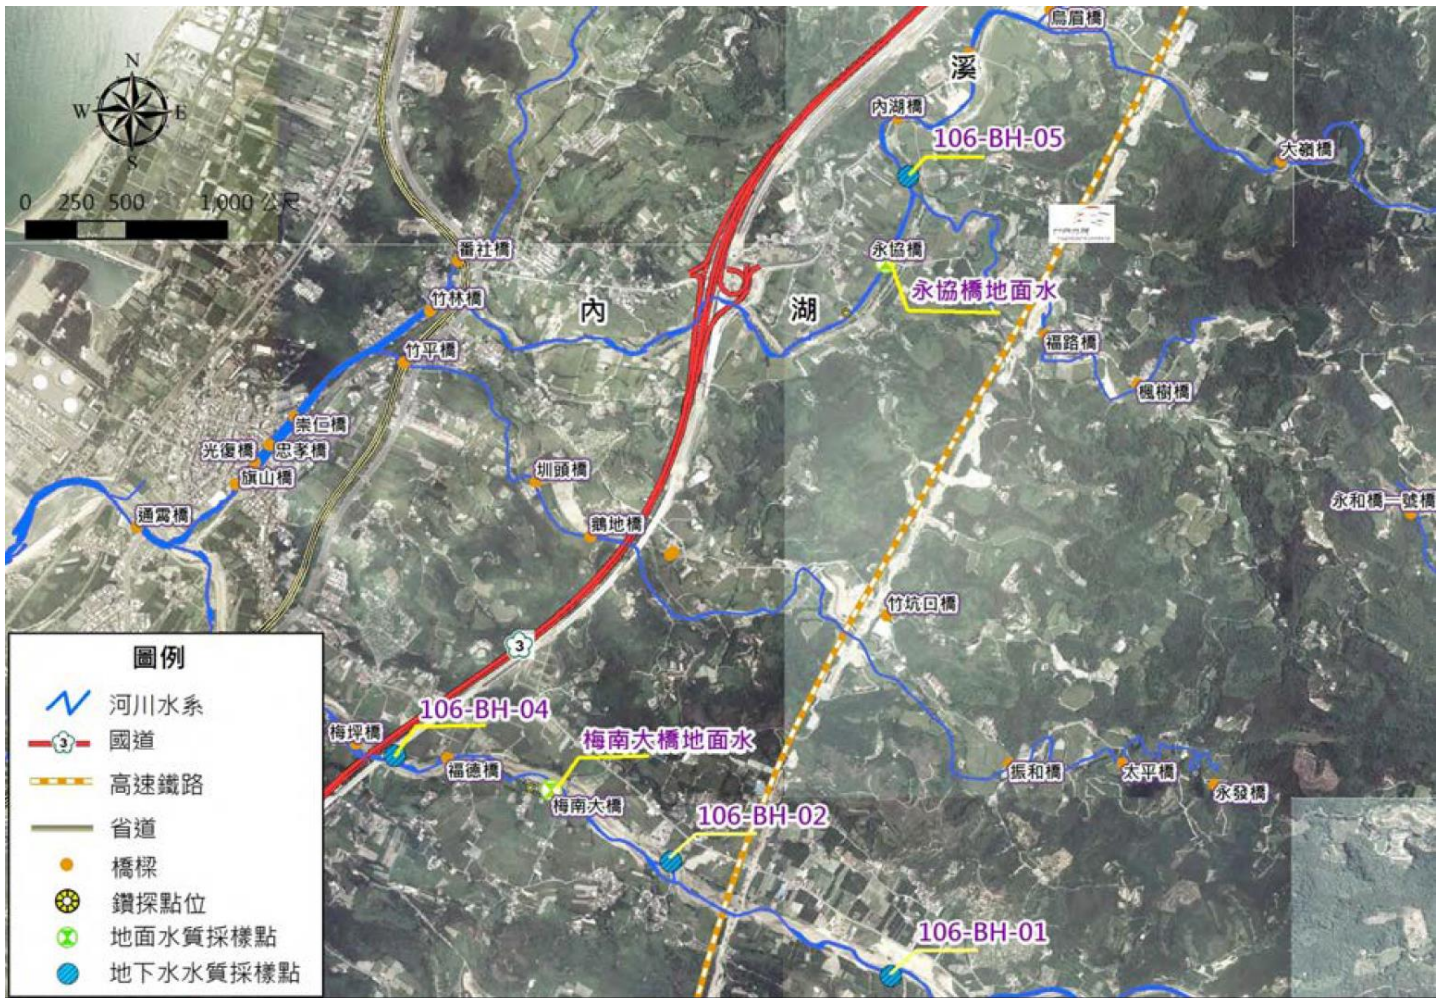 烏眉橋
N
W
E
S
溪
內湖橋
106-BH-05
大嶺橋
0 250 500 1,000 公尺
番社橋
永協橋
永協橋地面水
竹林橋
內
湖
竹平橋
福路橋
楓樹橋
崇仁橋
光復橋
忠孝橋
旗山橋
圳頭橋
永和橋一號橋
通霄橋
鵝地橋
竹坑口橋
3
106-BH-04
梅坪橋
梅南大橋地面水
福德橋
振和橋
太平橋
永發橋
梅南大橋
106-BH-02
106-BH-01
圖例
河川水系
3
國道
高速鐵路
省道
橋樑
鑽探點位
地面水質採樣點
地下水水質採樣點